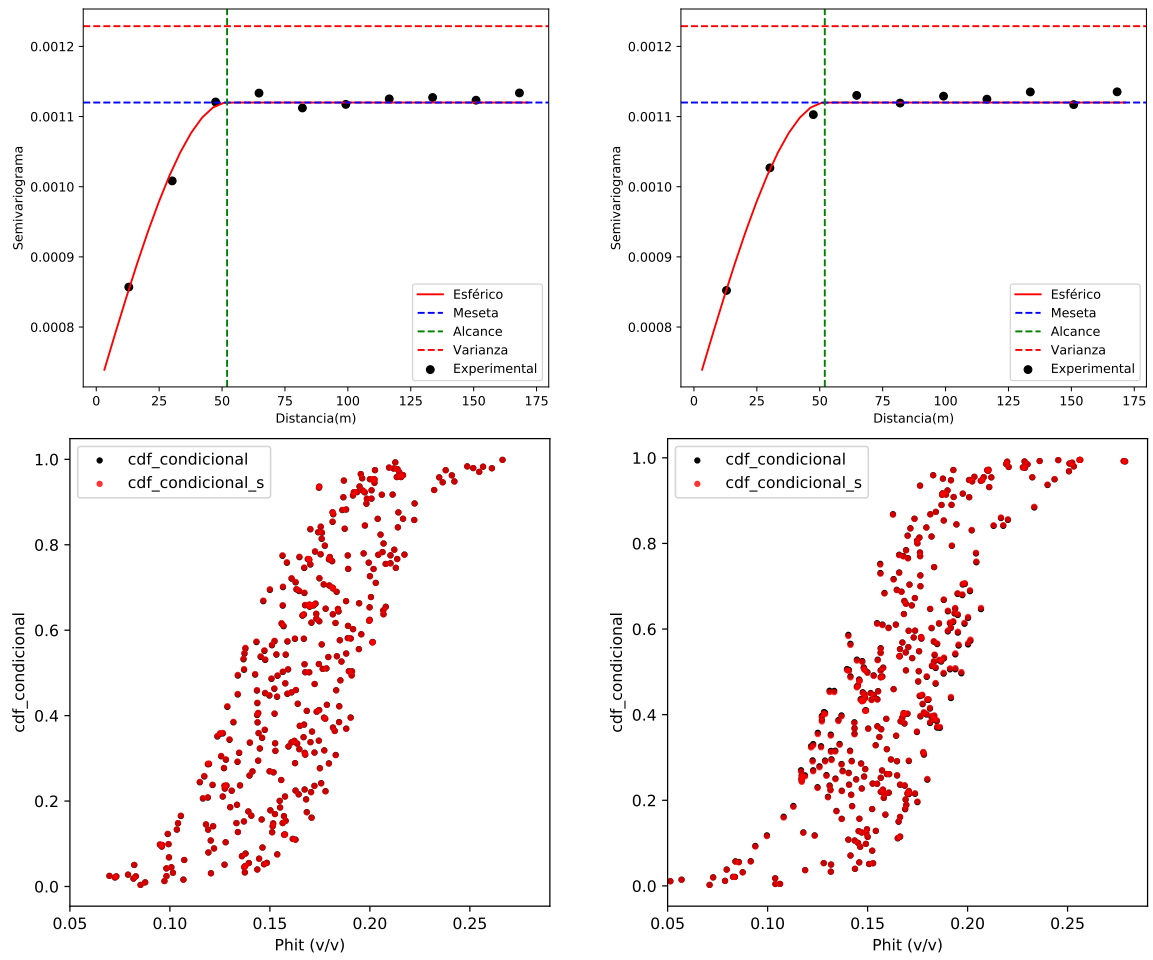 0.0012
0.0011
0.0010
0.0009
0.0008
Semivariograma
0 25 50 75 100 125 150 175
Distancia(m)
Esférico
Meseta
Alcance
Varianza
Experimental
0.0012
0.0011
0.0010
0.0009
0.0008
Semivariograma
0 25 50 75 100 125 150 175
Distancia(m)
Esférico
Meseta
Alcance
Varianza
Experimental
1.0
0.8
0.6
0.4
0.2
0.0
cdf_condicional
0.05 0.10 0.15 0.20 0.25
Phit (v/v)
cdf_condicional
cdf_condicional_s
1.0
0.8
0.6
0.4
0.2
0.0
cdf_condicional
0.05 0.10 0.15 0.20 0.25
Phit (v/v)
cdf_condicional
cdf_condicional_s